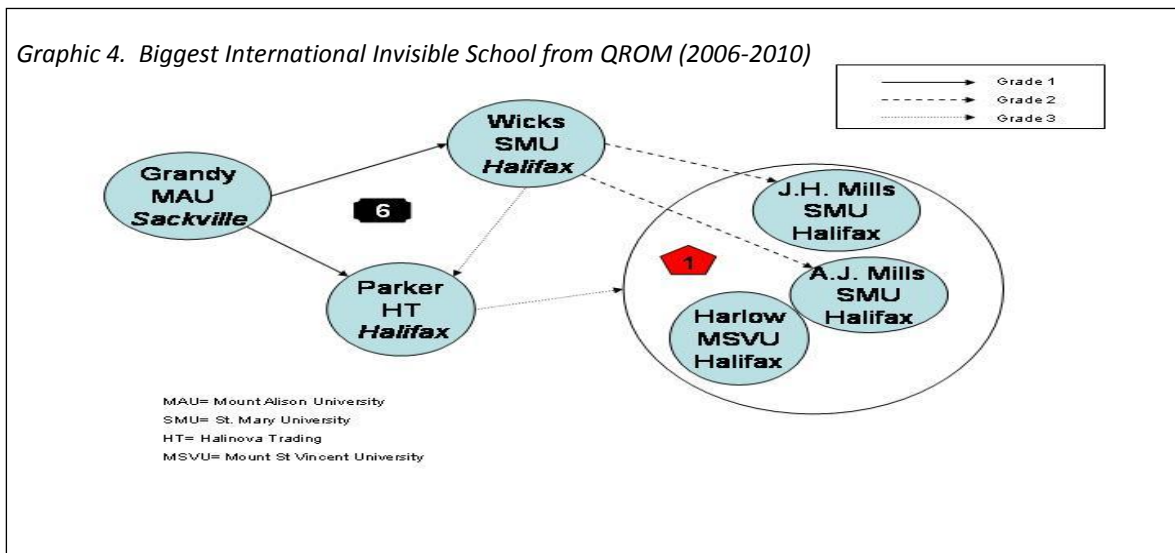 Graphic 4. Biggest International Invisible School from QROM (2006-2010)
Grade 1
Grade 2
Grade 3
Wicks
SMU
Halifax
Grandy
MAU
Sackville
6
J.H. Mills
SMU
Halifax
1
A.J. Mills
SMU
Halifax
Parker
HT
Halifax
Harlow
MSVU
Halifax
MAU= Mount Alison University
SMU= St. Mary University
HT= Halinova Trading
MSVU= Mount St Vincent University